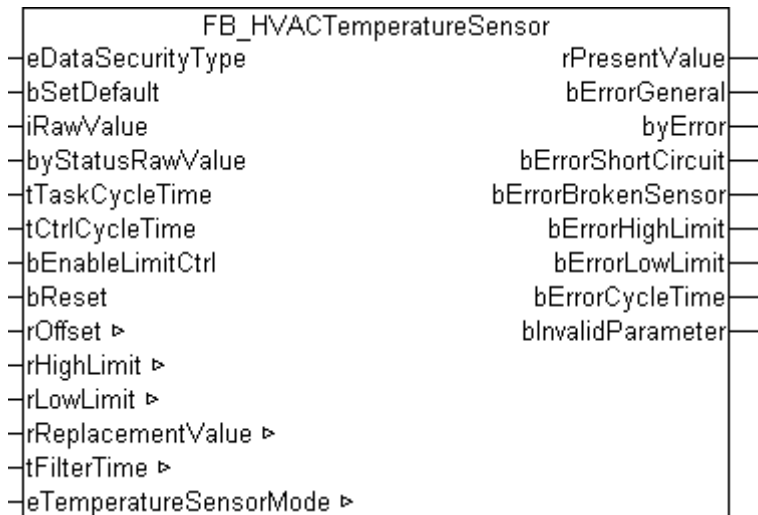 FB_HVACTemperatureSensor
eDataSecurityType rPresentValue
bSetDefault bErrorGeneral
iRawValue byError
byStatusRawValue bErrorShortCircuit
tTaskCycleTime bErrorBrokenSensor
tCtrlCycleTime bErrorHighLimit
bEnableLimitCtrl bErrorLowLimit
bReset bErrorCycleTime
rOffset ▹ bInvalidParameter
rHighLimit ▹
rLowLimit ▹
rReplacementValue ▹
tFilterTime ▹
eTemperatureSensorMode ▹